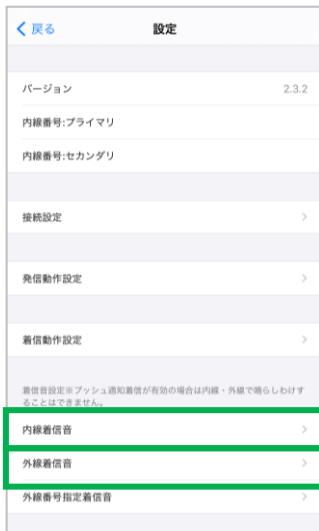 戻る 設定
バージョン 2.3.2
内線番号:プライマリ
内線番号:セカンダリ
接続設定
発信動作設定
着信動作設定
着信音設定※プッシュ通知着信が有効の場合は内線・外線で鳴らしわけす
ることはできません。
内線着信音
外線着信音
外線番号指定着信音